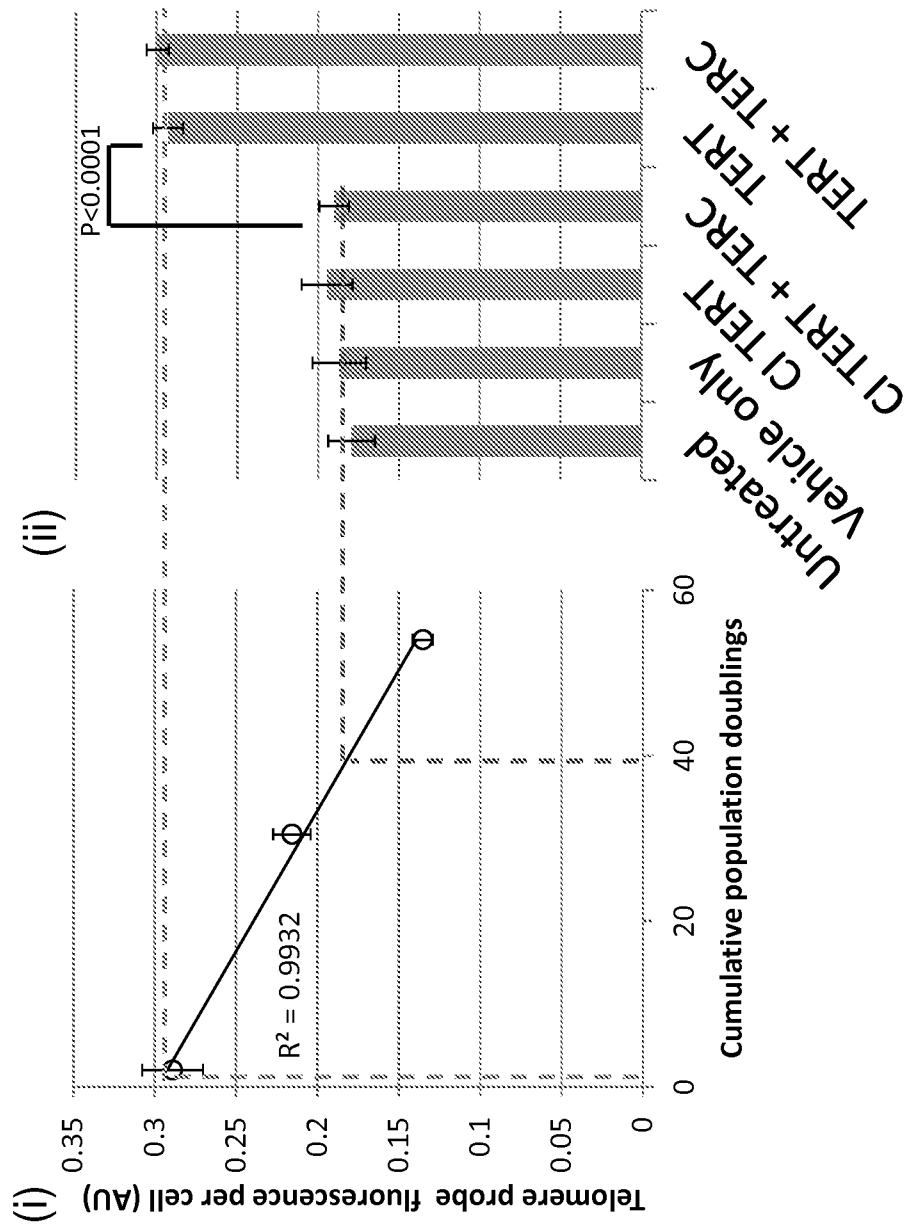 (i)
Telomere probe fluorescence per cell (AU)
0.35
0.3
0.25
0.2
0.15
0.1
0.05
0
R² = 0.9932
0
20
40
60
Cumulative population doublings
(ii)
P<0.0001
Untreated
Vehicle only
CI TERT
CI TERT + TERC
TERT
TERT + TERC